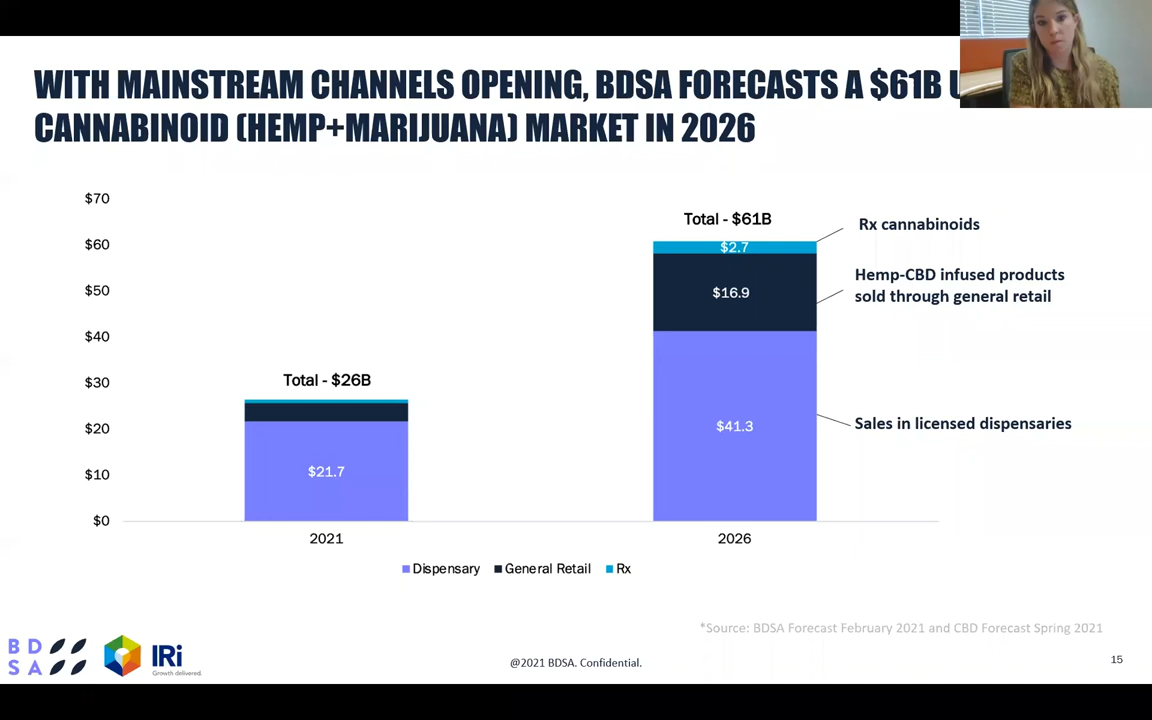 WITH MAINSTREAM CHANNELS OPENING, BDSA FORECASTS A $61B
CANNABINOID (HEMP+MARIJUANA) MARKET IN 2026
$70
$60
$50
$40
$30
$20
$10
$0
Total - $26B
$21.7
2021
Total - $61B
$2.7
$16.9
$41.3
2026
Rx cannabinoids
Hemp-CBD infused products
sold through general retail
Sales in licensed dispensaries
Dispensary General Retail Rx
*Source: BDSA Forecast February 2021 and CBD Forecast Spring 2021
BD
SA
IRi
Growth delivered.
@2021 BDSA. Confidential.
15